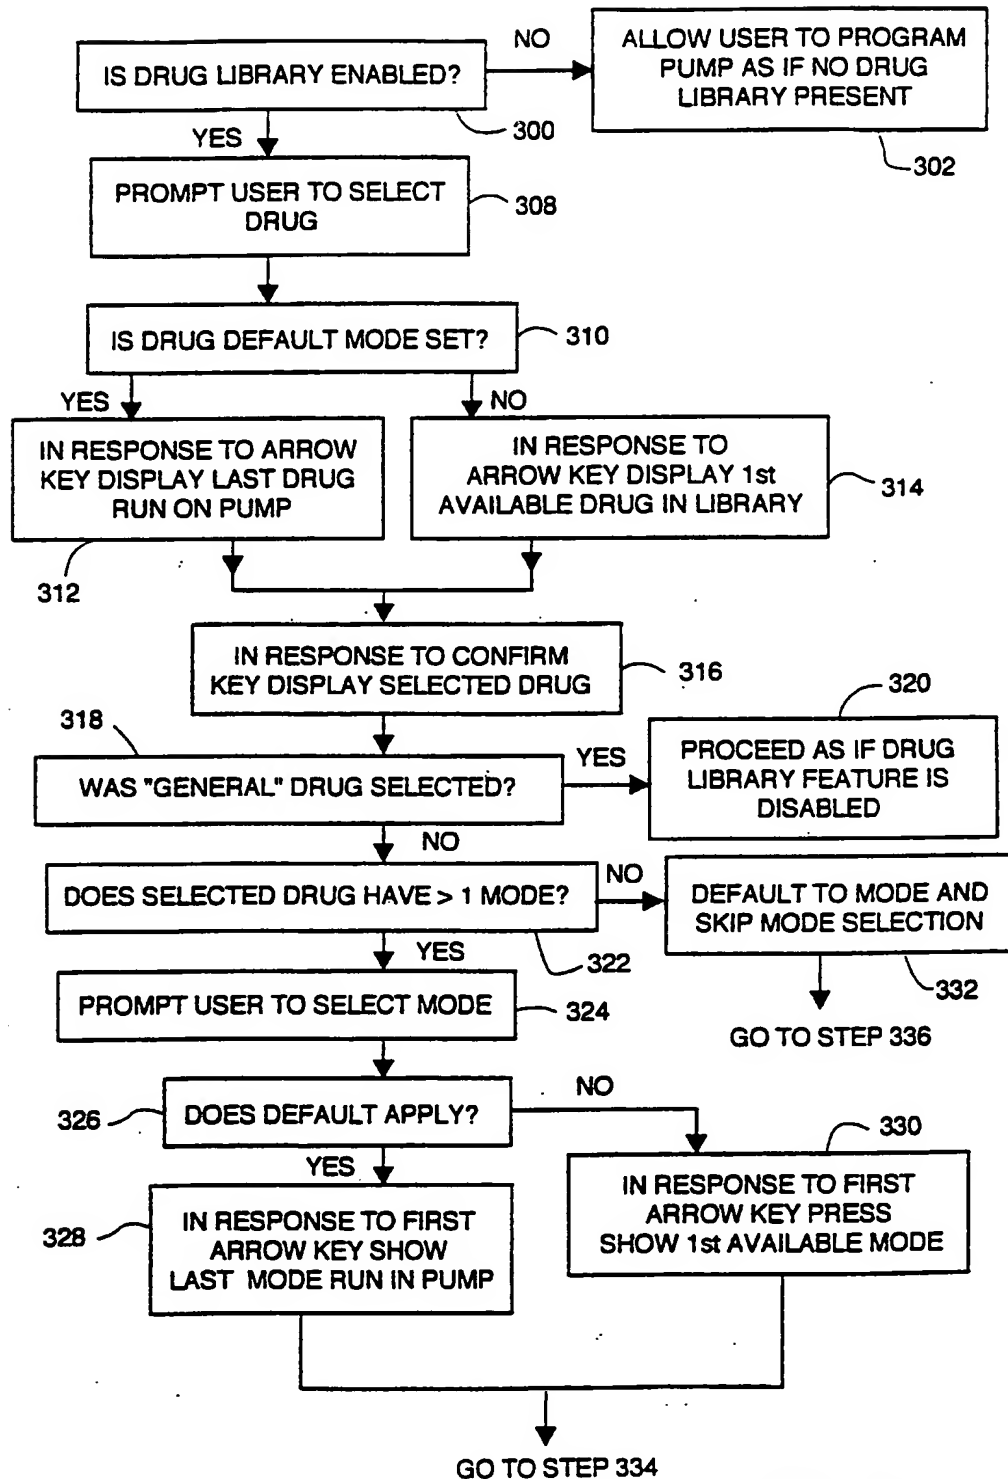 IS DRUG LIBRARY ENABLED?
300
NO
ALLOW USER TO PROGRAM
PUMP AS IF NO DRUG
LIBRARY PRESENT
302
YES
PROMPT USER TO SELECT
DRUG
308
IS DRUG DEFAULT MODE SET?
310
YES
NO
IN RESPONSE TO ARROW
KEY DISPLAY LAST DRUG
RUN ON PUMP
312
IN RESPONSE TO
ARROW KEY DISPLAY 1st
AVAILABLE DRUG IN LIBRARY
314
IN RESPONSE TO CONFIRM
KEY DISPLAY SELECTED DRUG
316
318
WAS "GENERAL" DRUG SELECTED?
YES
320
PROCEED AS IF DRUG
LIBRARY FEATURE IS
DISABLED
NO
DOES SELECTED DRUG HAVE > 1 MODE?
322
NO
DEFAULT TO MODE AND
SKIP MODE SELECTION
332
GO TO STEP 336
YES
PROMPT USER TO SELECT MODE
324
326
DOES DEFAULT APPLY?
NO
330
YES
328
IN RESPONSE TO FIRST
ARROW KEY SHOW
LAST MODE RUN IN PUMP
IN RESPONSE TO FIRST
ARROW KEY PRESS
SHOW 1st AVAILABLE MODE
GO TO STEP 334